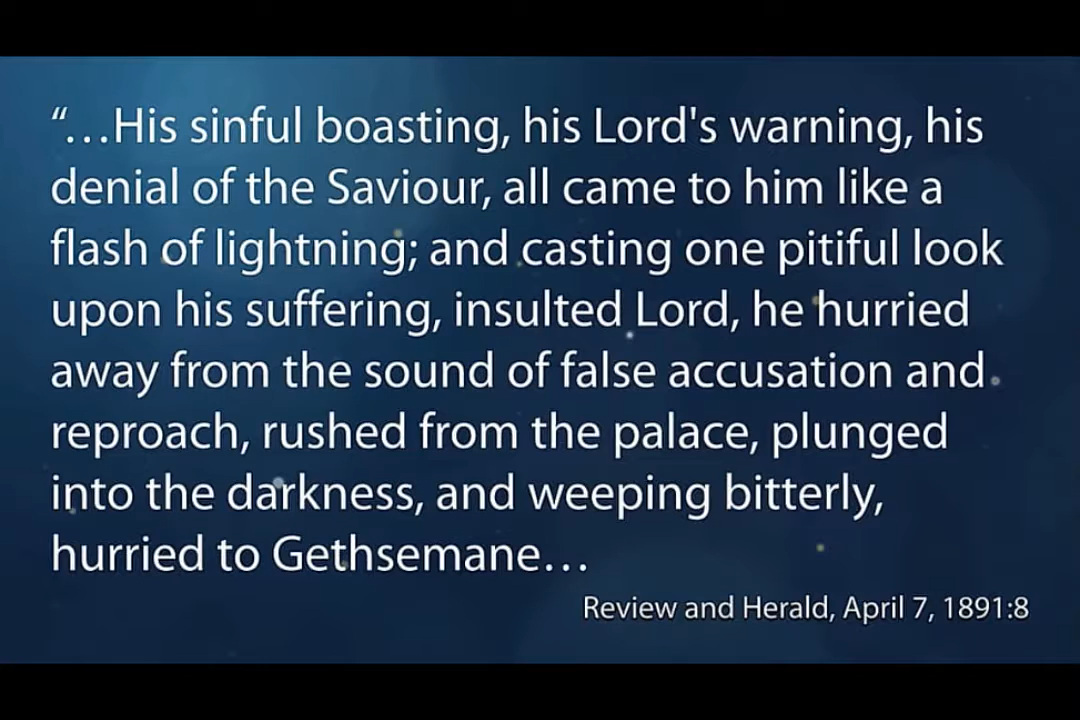 “…His sinful boasting, his Lord's warning, his
denial of the Saviour, all came to him like a
flash of lightning; and casting one pitiful look
upon his suffering, insulted Lord, he hurried
away from the sound of false accusation and
reproach, rushed from the palace, plunged
into the darkness, and weeping bitterly,
hurried to Gethsemane…
Review and Herald, April 7, 1891:8